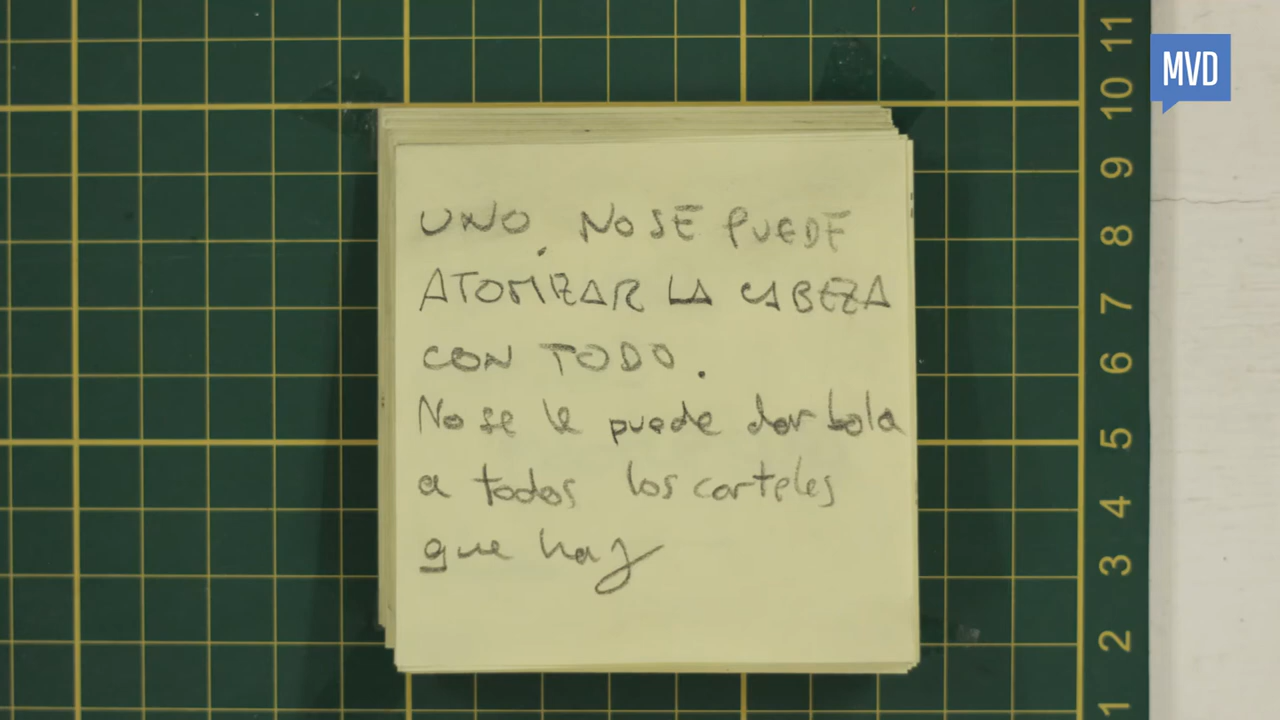 MVD
UNO, NO SE PUEDE
ATOMIZAR LA CABEZA
CON TODO.
No se le puede dar bola
a todos los carteles
que hay
11
10
9
8
7
6
5
4
3
2
1